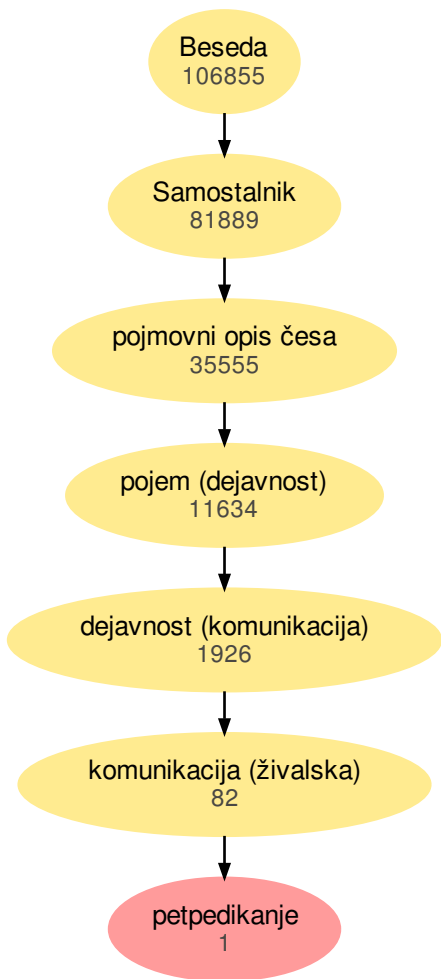 Beseda
106855
Samostalnik
81889
pojmovni opis česa
35555
pojem (dejavnost)
11634
dejavnost (komunikacija)
1926
komunikacija (živalska)
82
petpedikanje
1